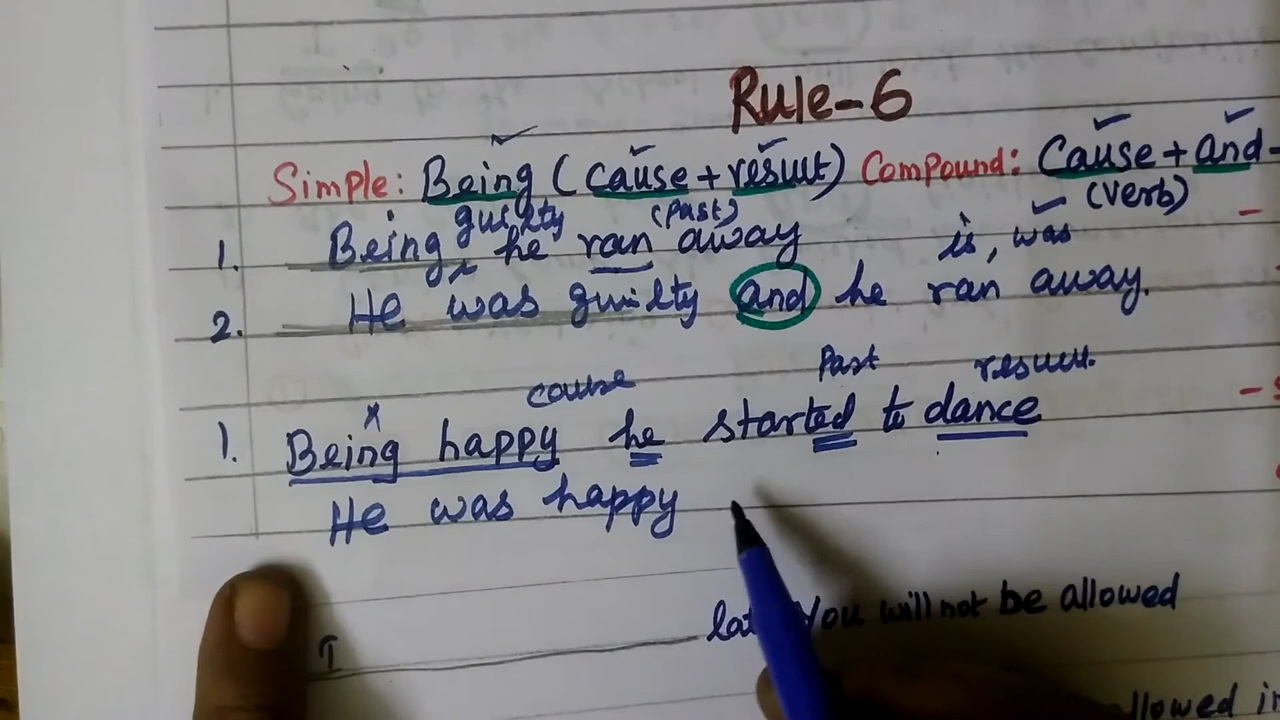 Rule-6
Simple: Being (cause + result) Compound: Cause + and -
(Past) (verb)
guilty
1. Being, he ran away is, was
2. He was guilty and he ran away.
cause Past result.
1. Being happy he started to dance
He was happy
You will not be allowed